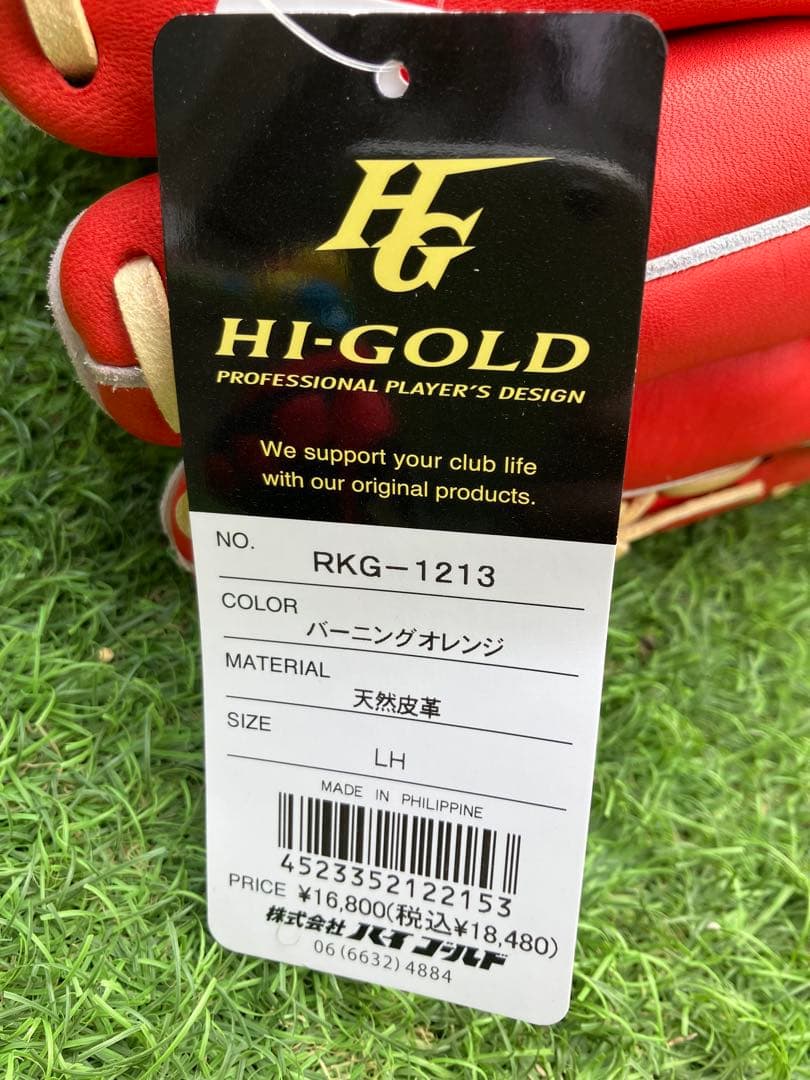 HG
HI-GOLD
PROFESSIONAL PLAYER'S DESIGN
We support your club life
with our original products.
NO. RKG-1213
COLOR バーニングオレンジ
MATERIAL 天然皮革
SIZE LH
MADE IN PHILIPPINE
4523352122153
PRICE ¥16,800(税込¥18,480)
株式会社 ハイゴールド
06(6632)4884